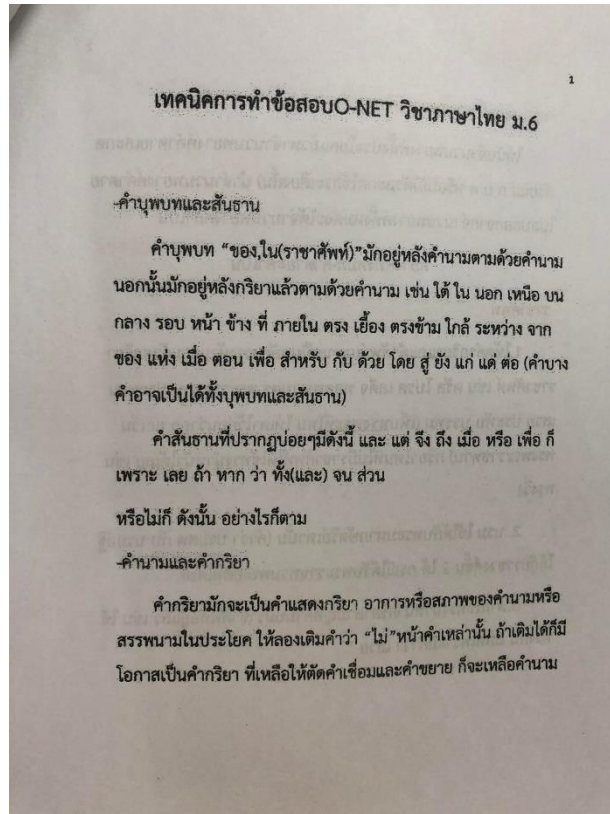 1
เทคนิคการทำข้อสอบO-NET วิชาภาษาไทย ม.6
-คำบุพบทและสันธาน
คำบุพบท “ของ,ใน(ราชาศัพท์)”มักอยู่หลังคำนามตามด้วยคำนาม
นอกนั้นมักอยู่หลังกริยาแล้วตามด้วยคำนาม เช่น ใต้ ใน นอก เหนือ บน
กลาง รอบ หน้า ข้าง ที่ ภายใน ตรง เยื้อง ตรงข้าม ใกล้ ระหว่าง จาก
ของ แห่ง เมื่อ ตอน เพื่อ สำหรับ กับ ด้วย โดย สู่ ยัง แก่ แด่ ต่อ (คำบาง
คำอาจเป็นได้ทั้งบุพบทและสันธาน)
คำสันธานที่ปรากฏบ่อยๆมีดังนี้ และ แต่ จึง ถึง เมื่อ หรือ เพื่อ ก็
เพราะ เลย ถ้า หาก ว่า ทั้ง(และ) จน ส่วน
หรือไม่ก็ ดังนั้น อย่างไรก็ตาม
-คำนามและคำกริยา
คำกริยามักจะเป็นคำแสดงกริยา อาการหรือสภาพของคำนามหรือ
สรรพนามในประโยค ให้ลองเติมคำว่า “ไม่”หน้าคำเหล่านั้น ถ้าเติมได้ก็มี
โอกาสเป็นคำกริยา ที่เหลือให้ตัดคำเชื่อมและคำขยาย ก็จะเหลือคำนาม